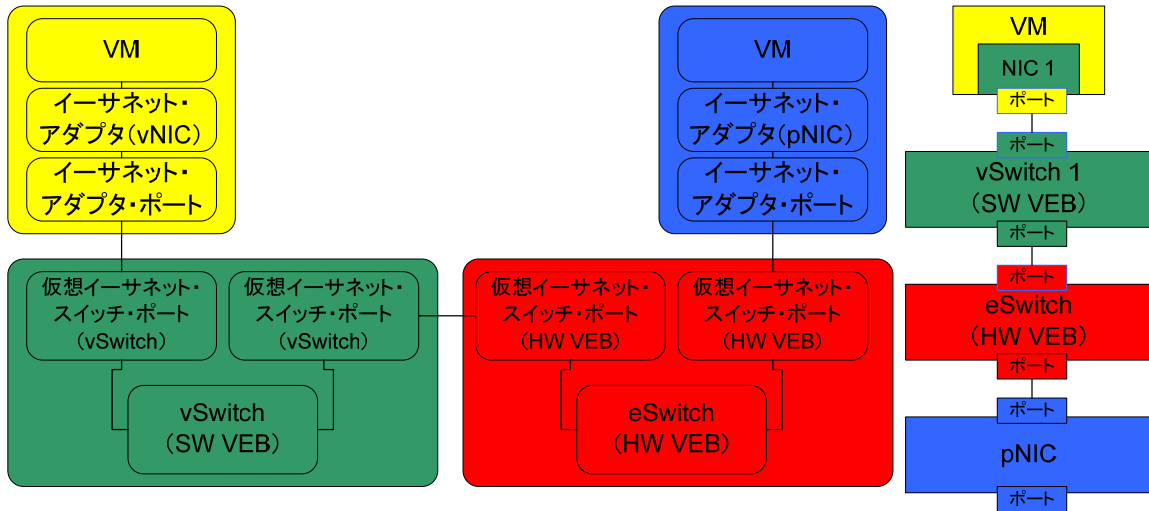 VM
イーサネット・
アダプタ(vNIC)
イーサネット・
アダプタ・ポート
VM
イーサネット・
アダプタ(pNIC)
イーサネット・
アダプタ・ポート
仮想イーサネット・
スイッチ・ポート
(vSwitch)
仮想イーサネット・
スイッチ・ポート
(vSwitch)
vSwitch
(SW VEB)
仮想イーサネット・
スイッチ・ポート
(HW VEB)
仮想イーサネット・
スイッチ・ポート
(HW VEB)
eSwitch
(HW VEB)
VM
NIC 1
ポート
ポート
vSwitch 1
(SW VEB)
ポート
ポート
eSwitch
(HW VEB)
ポート
ポート
pNIC
ポート